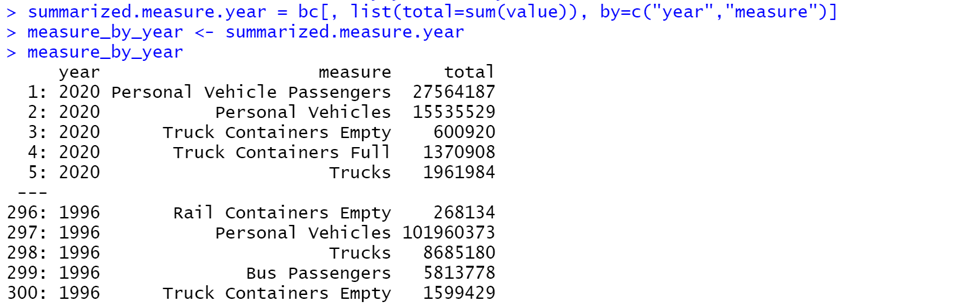 > summarized.measure.year = bc[, list(total=sum(value)), by=c("year","measure")]
> measure_by_year <- summarized.measure.year
> measure_by_year
year measure total
1: 2020 Personal Vehicle Passengers 27564187
2: 2020 Personal Vehicles 15535529
3: 2020 Truck Containers Empty 600920
4: 2020 Truck Containers Full 1370908
5: 2020 Trucks 1961984
---
296: 1996 Rail Containers Empty 268134
297: 1996 Personal Vehicles 101960373
298: 1996 Trucks 8685180
299: 1996 Bus Passengers 5813778
300: 1996 Truck Containers Empty 1599429